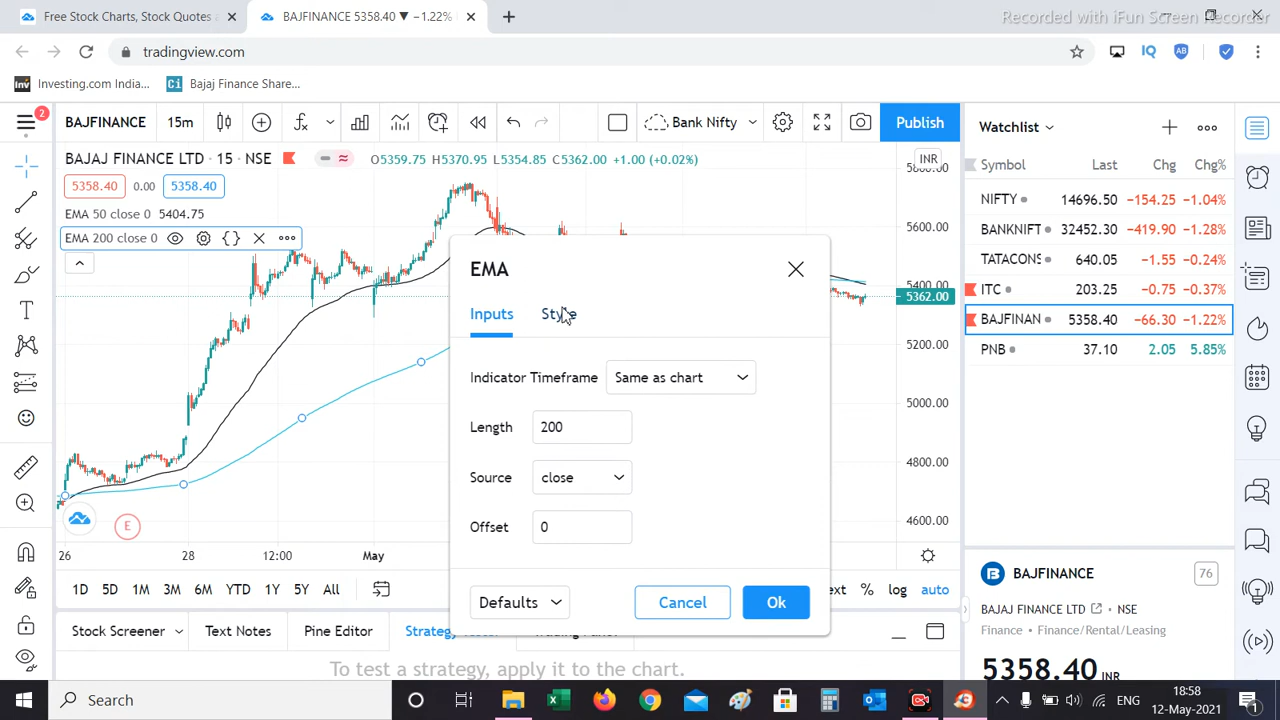 Free Stock Charts, Stock Quotes a
BAJFINANCE 5358.40 ▼ −1.22%
Recorded with iFun Screen Recorder
tradingview.com
IQ
AB
Inv Investing.com India...
Ci Bajaj Finance Share...
2
BAJFINANCE 15m
Bank Nifty
Publish
BAJAJ FINANCE LTD · 15 · NSE
O5359.75 H5370.95 L5354.85 C5362.00 +1.00 (+0.02%)
INR
5358.40 0.00 5358.40
EMA 50 close 0 5404.75
EMA 200 close 0
5600.00
5400.00
5362.00
5200.00
5000.00
4800.00
4600.00
E
26 28 12:00 May
EMA
Inputs Style
Indicator Timeframe Same as chart
Length 200
Source close
Offset 0
Defaults Cancel Ok
1D 5D 1M 3M 6M YTD 1Y 5Y All
% log auto
Stock Screener Text Notes Pine Editor
To test a strategy, apply it to the chart.
Watchlist
Symbol Last Chg Chg%
NIFTY 14696.50 −154.25 −1.04%
BANKNIFT 32452.30 −419.90 −1.28%
TATACONS 640.05 −1.55 −0.24%
ITC 203.25 −0.75 −0.37%
BAJFINAN 5358.40 −66.30 −1.22%
PNB 37.10 2.05 5.85%
BAJFINANCE 76
BAJAJ FINANCE LTD • NSE
Finance • Finance/Rental/Leasing
5358.40 INR
Search
ENG
18:58
12-May-2021
1